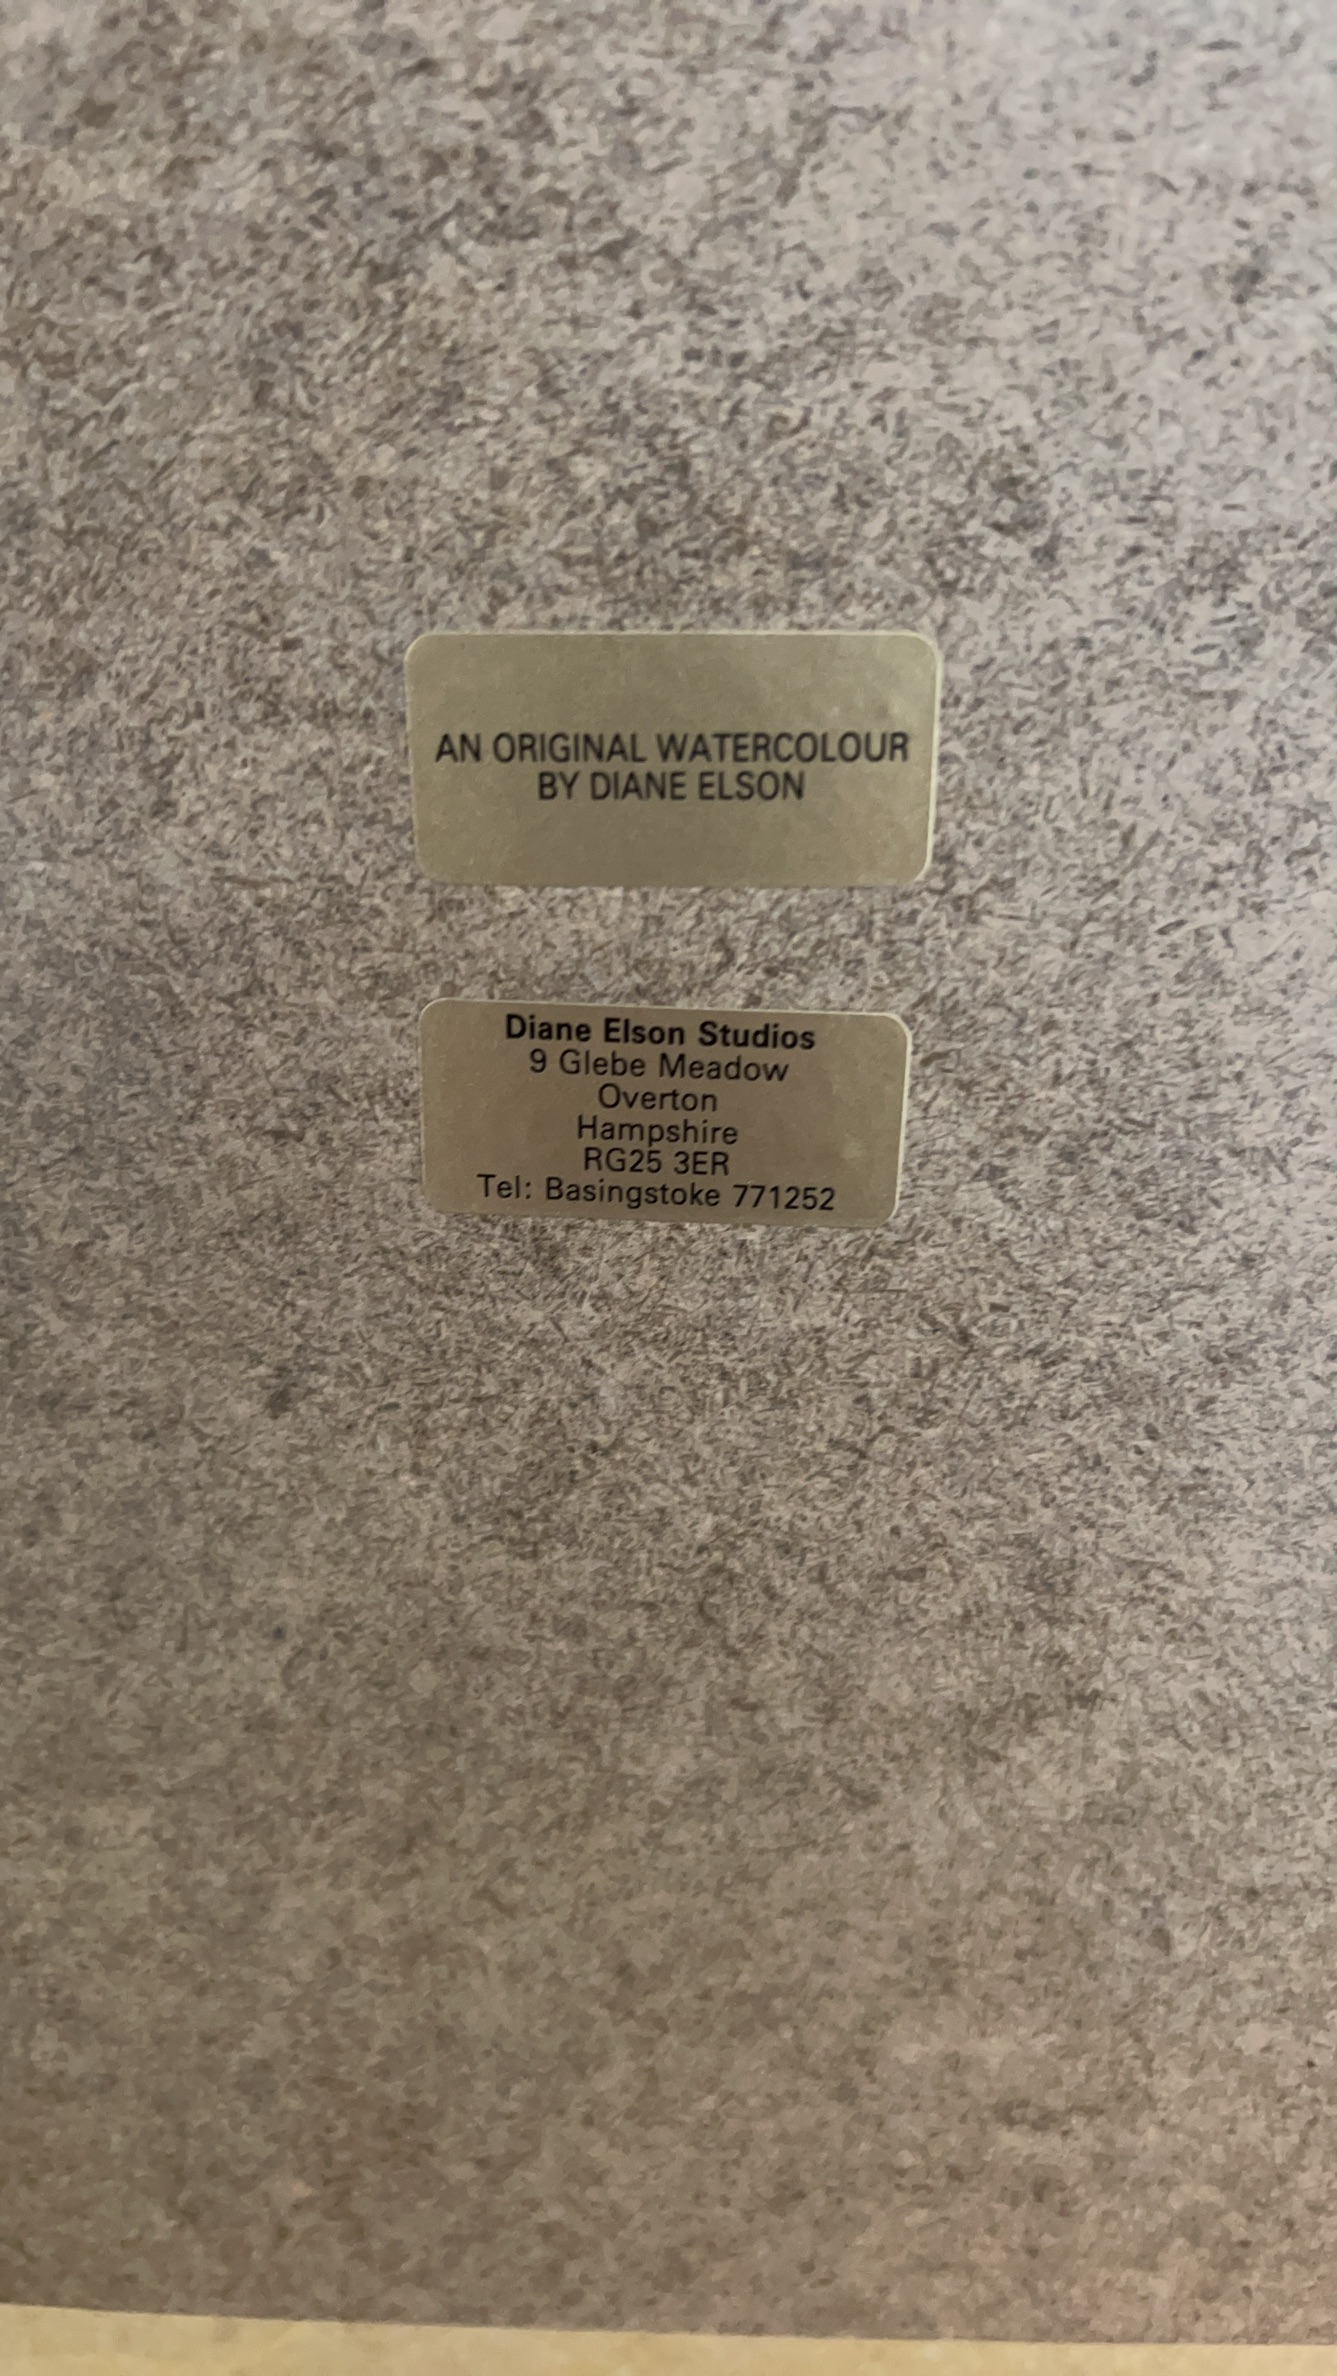 AN ORIGINAL WATERCOLOUR
BY DIANE ELSON
Diane Elson Studios
9 Glebe Meadow
Overton
Hampshire
RG25 3ER
Tel: Basingstoke 771252